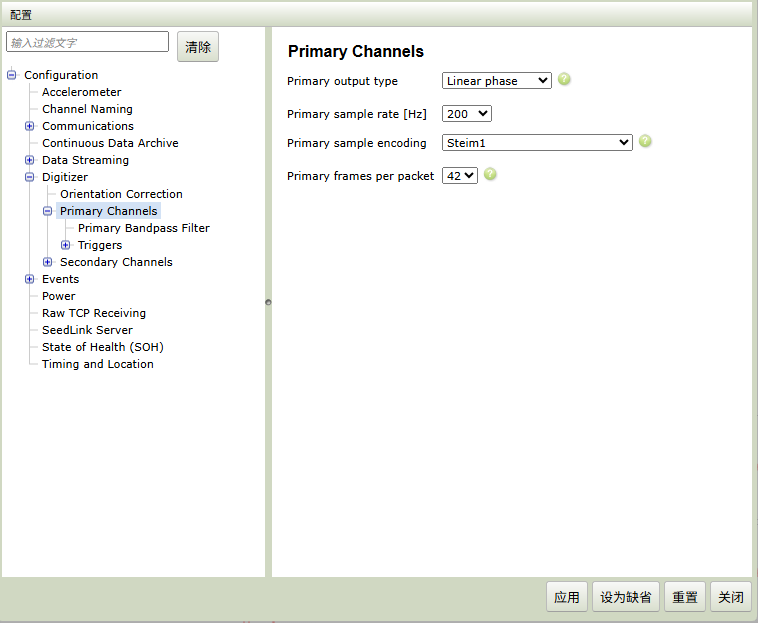 配置
输入过滤文字
清除
Configuration
Accelerometer
Channel Naming
Communications
Continuous Data Archive
Data Streaming
Digitizer
Orientation Correction
Primary Channels
Primary Bandpass Filter
Triggers
Secondary Channels
Events
Power
Raw TCP Receiving
SeedLink Server
State of Health (SOH)
Timing and Location
Primary Channels
Primary output type Linear phase ?
Primary sample rate [Hz] 200
Primary sample encoding Steim1 ?
Primary frames per packet 42 ?
应用 设为缺省 重置 关闭